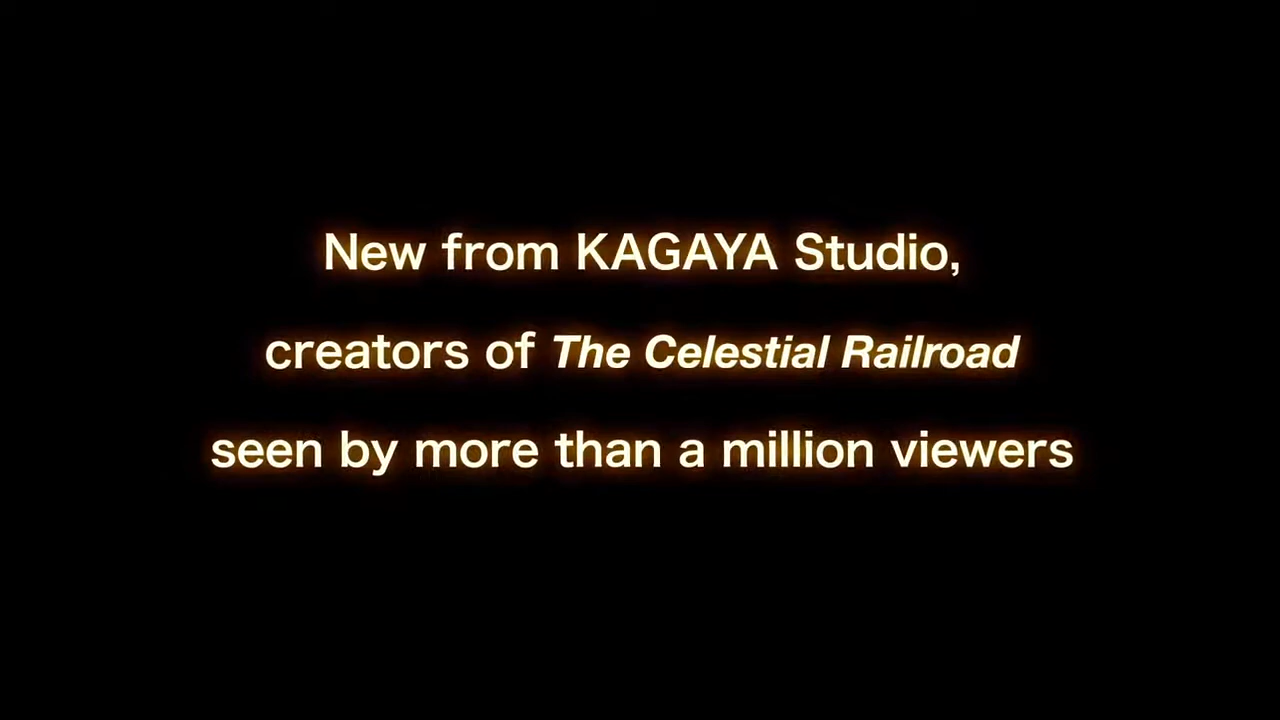 New from KAGAYA Studio,
creators of The Celestial Railroad
seen by more than a million viewers